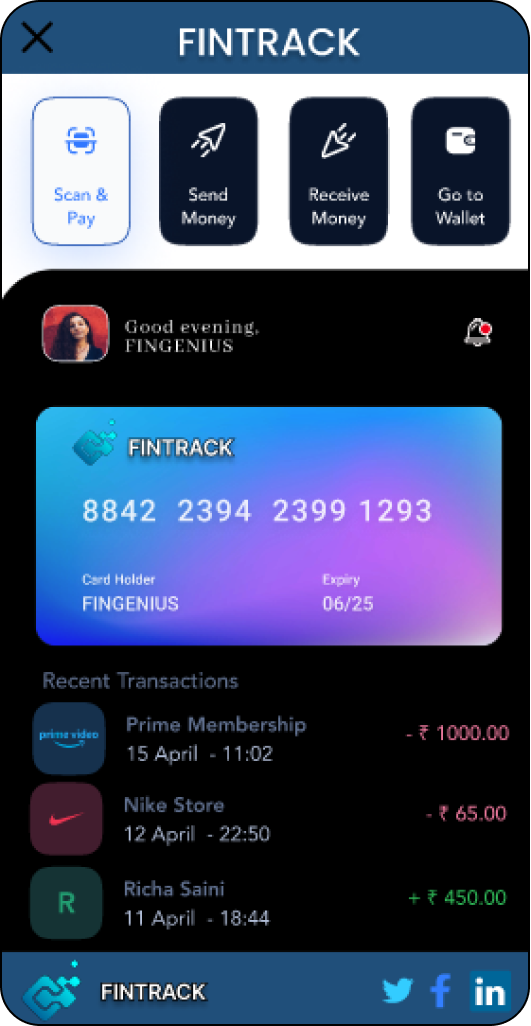 FINTRACK
Scan &
Pay
Send
Money
Receive
Money
Go to
Wallet
Good evening,
FINGENIUS
FINTRACK
8842 2394 2399 1293
Card Holder
FINGENIUS
Expiry
06/25
Recent Transactions
prime video
Prime Membership
15 April - 11:02
- ₹ 1000.00
Nike Store
12 April - 22:50
- ₹ 65.00
R
Richa Saini
11 April - 18:44
+ ₹ 450.00
FINTRACK
f
in